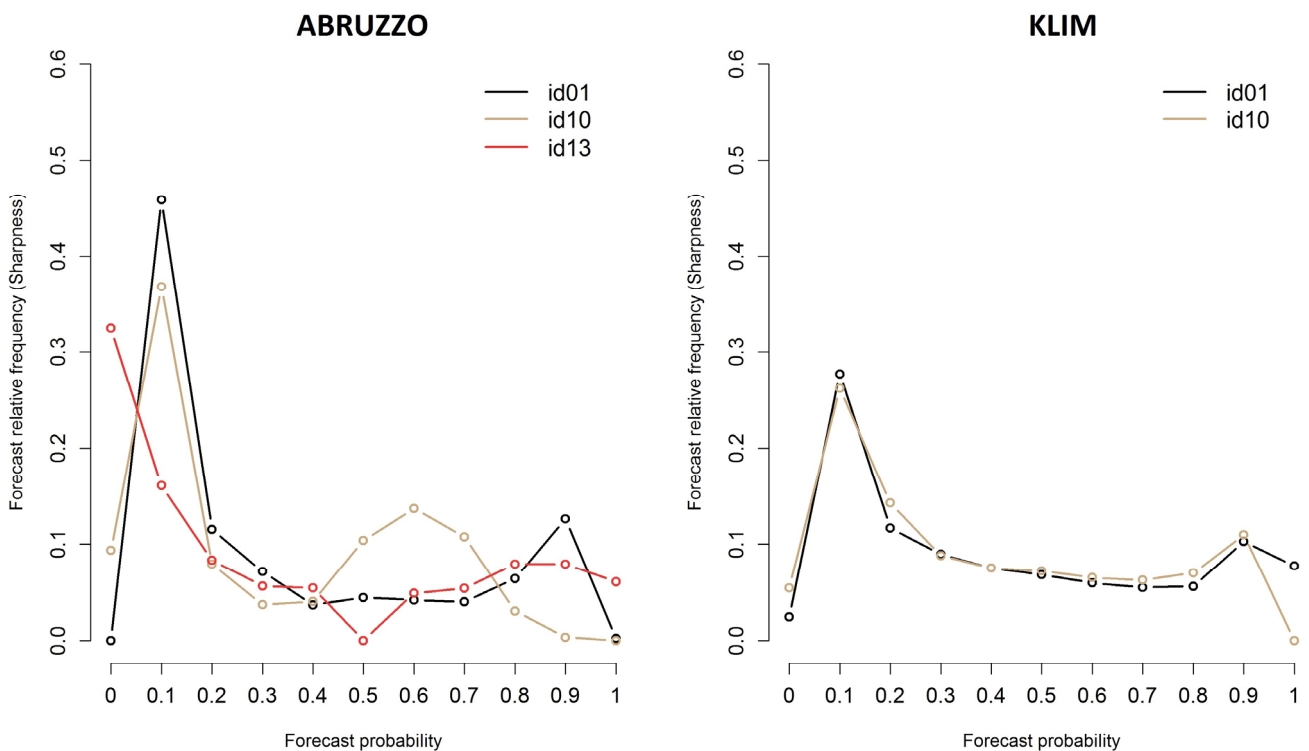 ABRUZZO
0.6
0.5
0.4
0.3
0.2
0.1
0.0
Forecast relative frequency (Sharpness)
id01
id10
id13
0 0.1 0.2 0.3 0.4 0.5 0.6 0.7 0.8 0.9 1
Forecast probability
KLIM
0.6
0.5
0.4
0.3
0.2
0.1
0.0
Forecast relative frequency (Sharpness)
id01
id10
0 0.1 0.2 0.3 0.4 0.5 0.6 0.7 0.8 0.9 1
Forecast probability